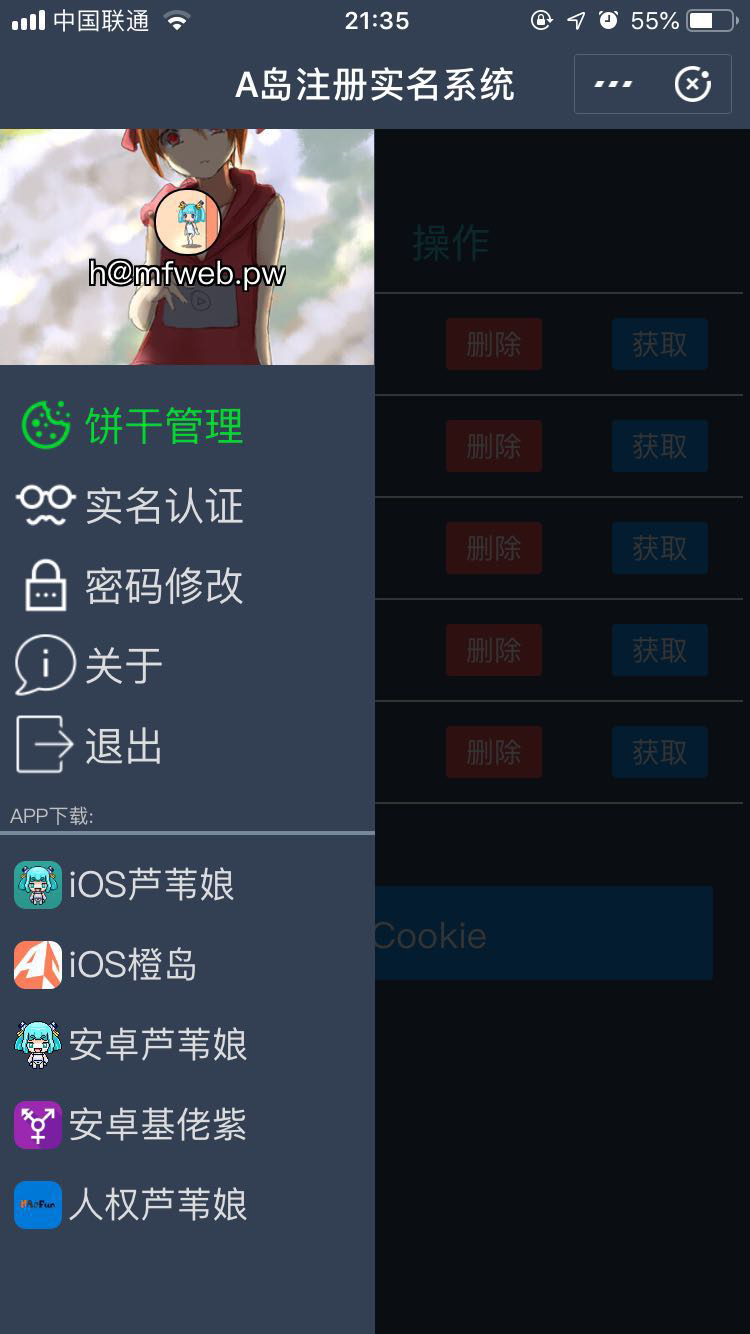 中国联通
21:35
55%
A岛注册实名系统
h@mfweb.pw
操作
饼干管理
实名认证
密码修改
关于
退出
删除 获取
删除 获取
删除 获取
删除 获取
删除 获取
APP下载:
iOS芦苇娘
iOS橙岛
安卓芦苇娘
安卓基佬紫
人权芦苇娘
Cookie